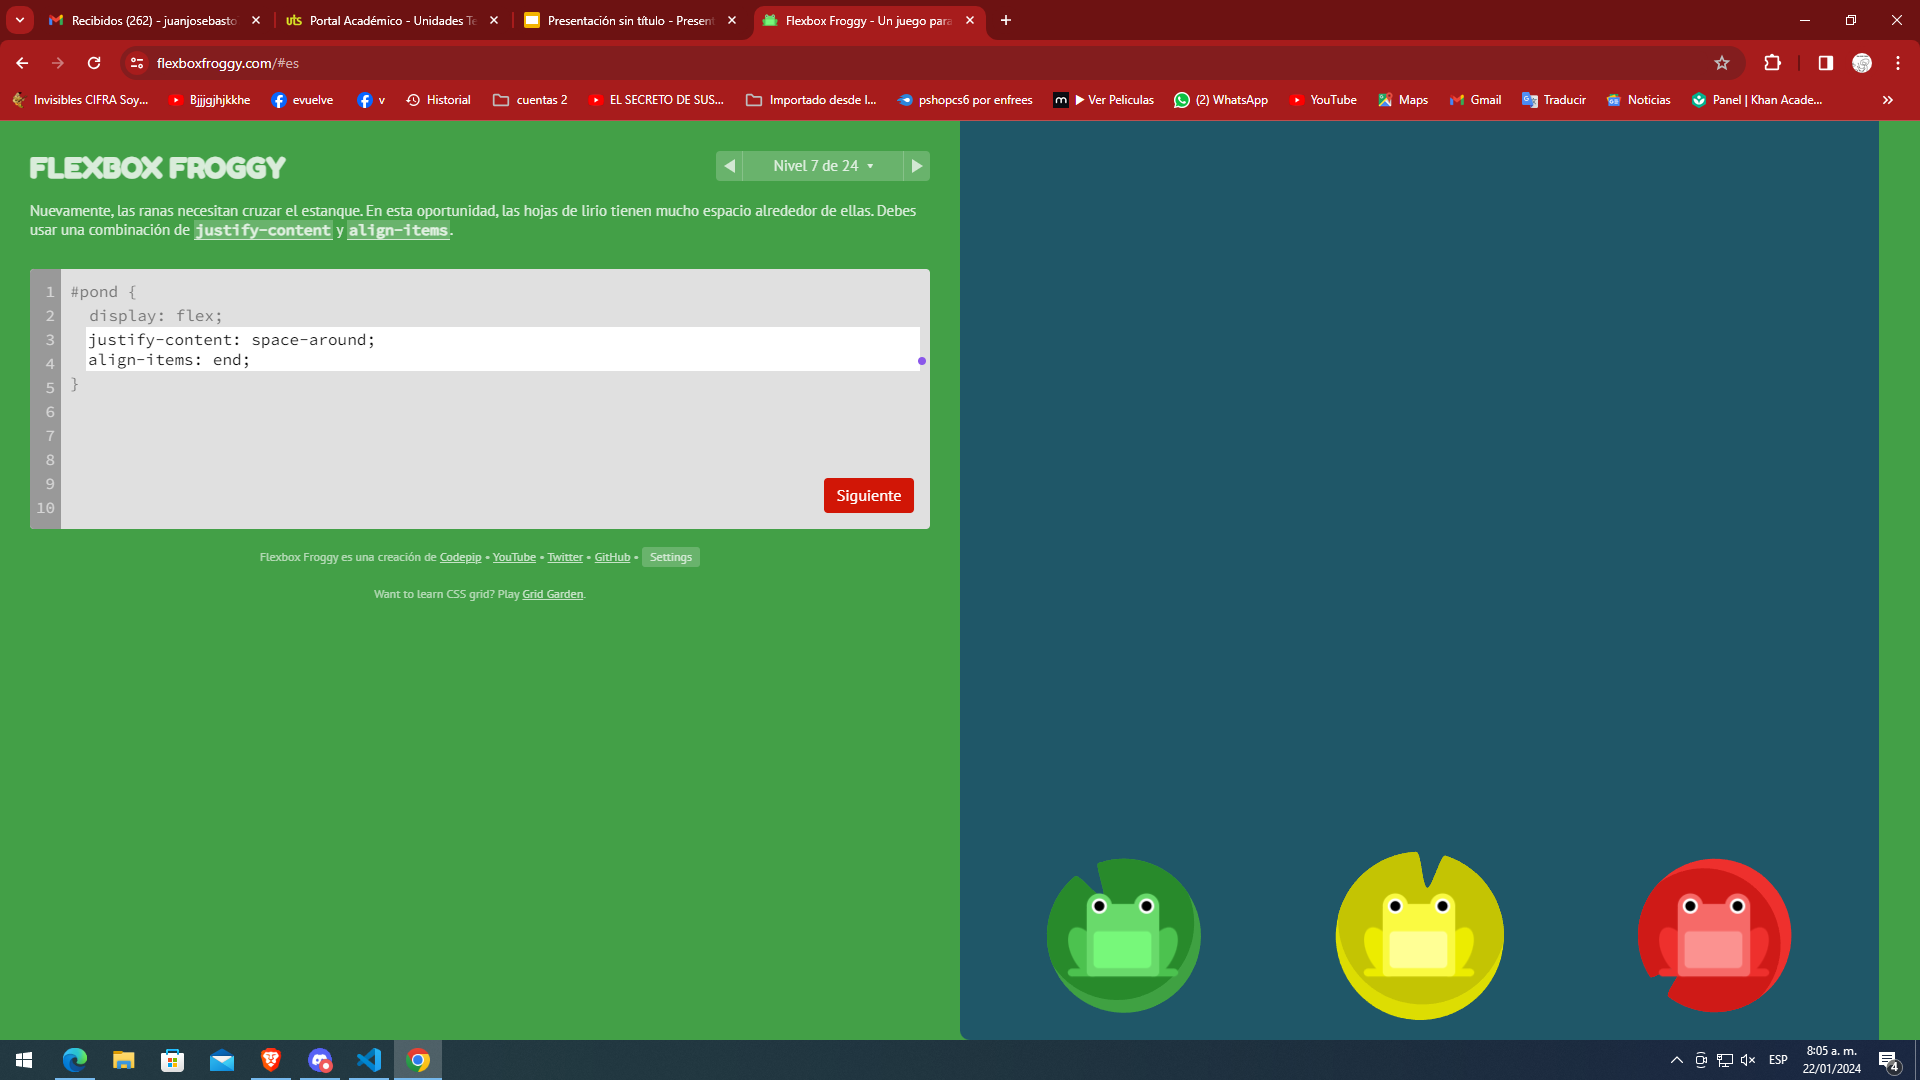 Recibidos (262) - juanjosebasto
Portal Académico - Unidades Te
Presentación sin título - Present
Flexbox Froggy - Un juego para
flexboxfroggy.com/#es
Invisibles CIFRA Soy...
Bjjjgjhjkkhe
evuelve
v
Historial
cuentas 2
EL SECRETO DE SUS...
Importado desde l...
pshopcs6 por enfrees
Ver Peliculas
(2) WhatsApp
YouTube
Maps
Gmail
Traducir
Noticias
Panel | Khan Acade...
FLEXBOX FROGGY
Nivel 7 de 24
Nuevamente, las ranas necesitan cruzar el estanque. En esta oportunidad, las hojas de lirio tienen mucho espacio alrededor de ellas. Debes
usar una combinación de justify-content y align-items.
1 #pond {
2 display: flex;
3 justify-content: space-around;
4 align-items: end;
5 }
6
7
8
9
10
Siguiente
Flexbox Froggy es una creación de Codepip • YouTube • Twitter • GitHub • Settings
Want to learn CSS grid? Play Grid Garden.
ESP
8:05 a. m.
22/01/2024
4